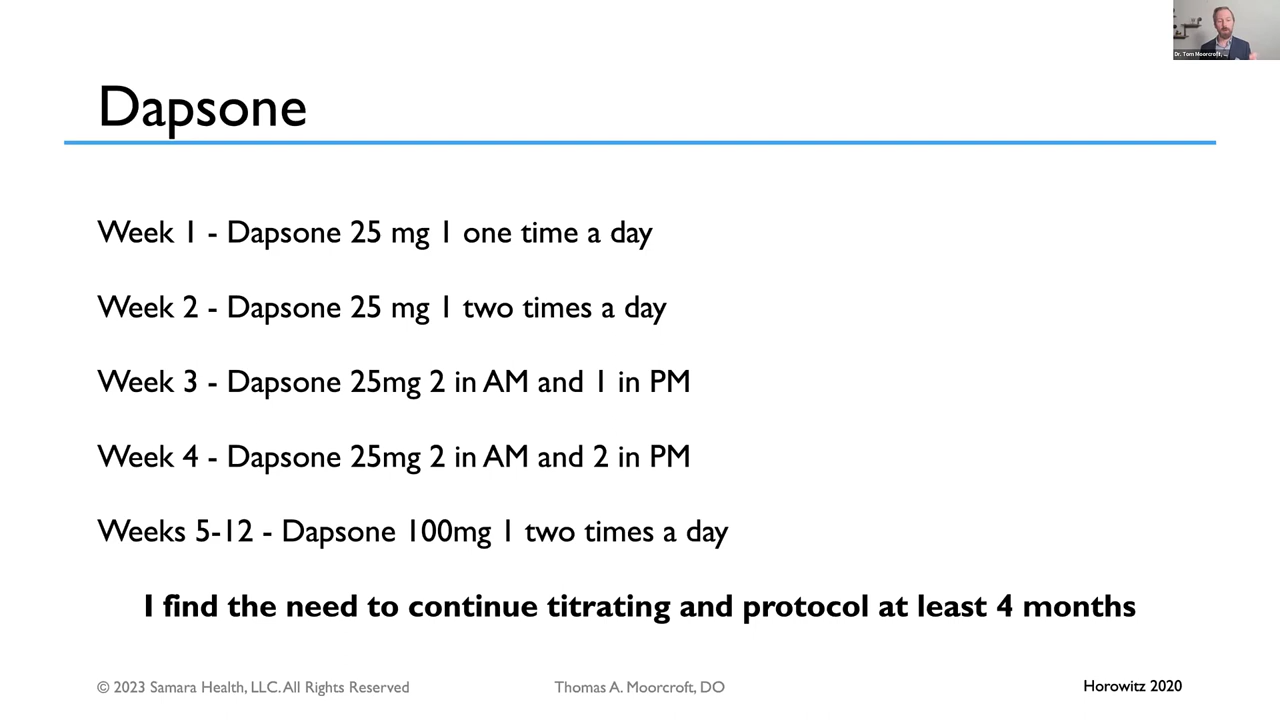 Dr. Tom Moorcroft, ...
Dapsone
Week 1 - Dapsone 25 mg 1 one time a day
Week 2 - Dapsone 25 mg 1 two times a day
Week 3 - Dapsone 25mg 2 in AM and 1 in PM
Week 4 - Dapsone 25mg 2 in AM and 2 in PM
Weeks 5-12 - Dapsone 100mg 1 two times a day
I find the need to continue titrating and protocol at least 4 months
© 2023 Samara Health, LLC. All Rights Reserved
Thomas A. Moorcroft, DO
Horowitz 2020